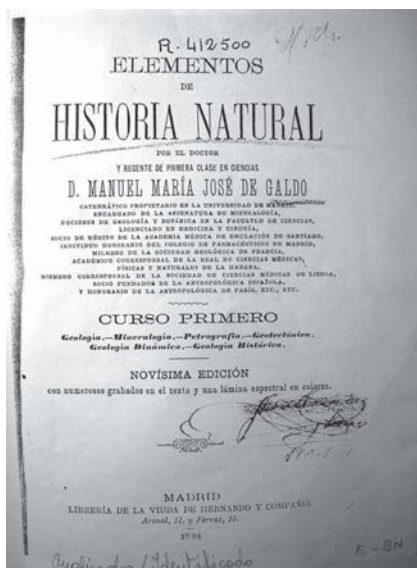 R. 412500
ELEMENTOS
DE
HISTORIA NATURAL
POR EL DOCTOR
Y REGENTE DE PRIMERA CLASE EN CIENCIAS
D. MANUEL MARÍA JOSÉ DE GALDO
CATEDRÁTICO PROPIETARIO EN LA UNIVERSIDAD DE MADRID,
ENCARGADO DE LA ASIGNATURA DE MINERALOGÍA,
NOCIONES DE GEOLOGÍA Y BOTÁNICA EN LA FACULTAD DE CIENCIAS,
LICENCIADO EN MEDICINA Y CIRUGÍA,
SOCIO DE MÉRITO DE LA ACADEMIA MÉDICA DE EMULACIÓN DE SANTIAGO,
INDIVIDUO HONORARIO DEL COLEGIO DE FARMACÉUTICOS DE MADRID,
MIEMBRO DE LA SOCIEDAD GEOLÓGICA DE FRANCIA,
ACADÉMICO CORRESPONSAL DE LA REAL DE CIENCIAS MÉDICAS,
FÍSICAS Y NATURALES DE LA HABANA,
CORRESPONSAL DE LA SOCIEDAD DE CIENCIAS MÉDICAS DE LISBOA,
SOCIO FUNDADOR DE LA ANTROPOLÓGICA ESPAÑOLA,
Y HONORARIO DE LA ANTROPOLÓGICA DE PARÍS, ETC., ETC.
CURSO PRIMERO
Geología.—Mineralogía.—Petrografía.—Geotectónica.
Geología Dinámica.—Geología Histórica.
NOVÍSIMA EDICIÓN
con numerosos grabados en el texto y una lámina espectral en colores.
MADRID
LIBRERÍA DE LA VIUDA DE HERNANDO Y COMPAÑÍA
Arenal, 11, y Ferraz, 13.
1894
Analizado / Identificado
E-BN